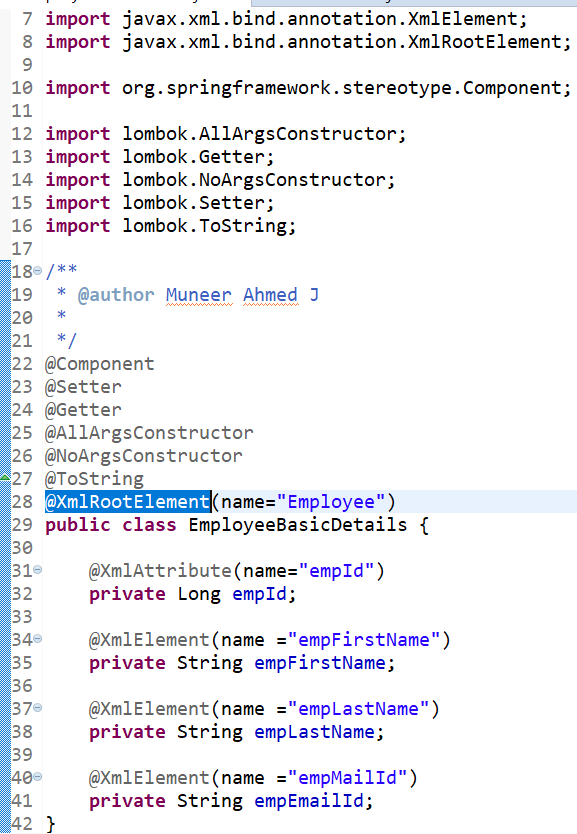 7 import javax.xml.bind.annotation.XmlElement;
8 import javax.xml.bind.annotation.XmlRootElement;
9
10 import org.springframework.stereotype.Component;
11
12 import lombok.AllArgsConstructor;
13 import lombok.Getter;
14 import lombok.NoArgsConstructor;
15 import lombok.Setter;
16 import lombok.ToString;
17
18 /**
19  * @author Muneer Ahmed J
20  *
21  */
22 @Component
23 @Setter
24 @Getter
25 @AllArgsConstructor
26 @NoArgsConstructor
27 @ToString
28 @XmlRootElement(name="Employee")
29 public class EmployeeBasicDetails {
30
31     @XmlAttribute(name="empId")
32     private Long empId;
33
34     @XmlElement(name ="empFirstName")
35     private String empFirstName;
36
37     @XmlElement(name ="empLastName")
38     private String empLastName;
39
40     @XmlElement(name ="empMailId")
41     private String empEmailId;
42 }